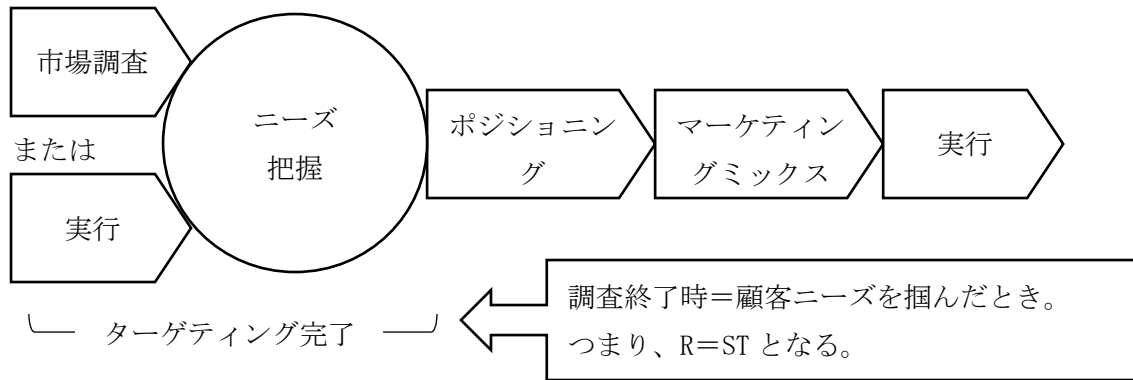 市場調査
または
実行
ニーズ
把握
ポジショニン
グ
マーケティン
グミックス
実行
ターゲティング完了
調査終了時＝顧客ニーズを掴んだとき。
つまり、R＝ST となる。